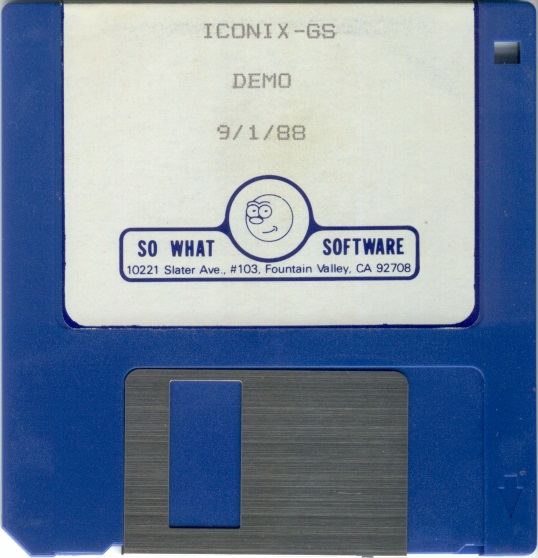 ICONIX-GS
DEMO
9/1/88
SO WHAT SOFTWARE
10221 Slater Ave., #103, Fountain Valley, CA 92708